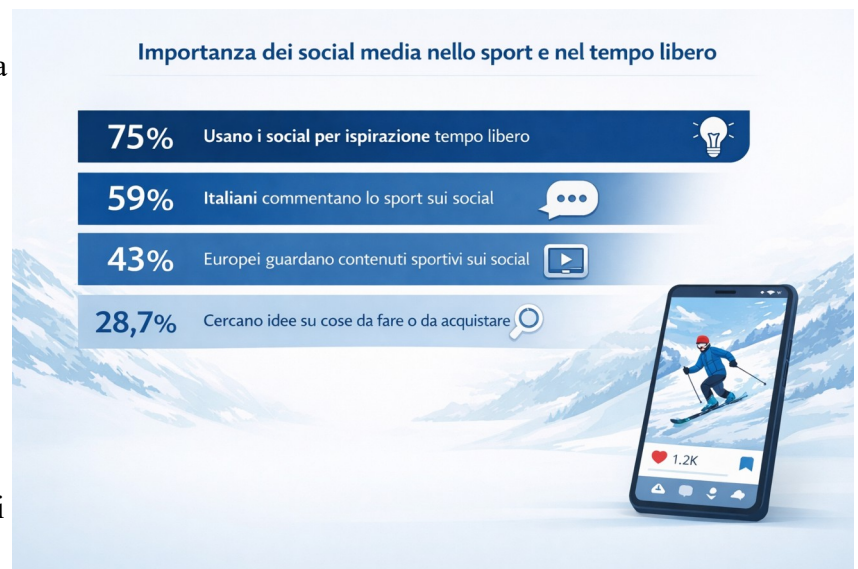 Importanza dei social media nello sport e nel tempo libero
a
75% Usano i social per ispirazione tempo libero
59% Italiani commentano lo sport sui social
43% Europei guardano contenuti sportivi sui social
28,7% Cercano idee su cose da fare o da acquistare
1.2K
i